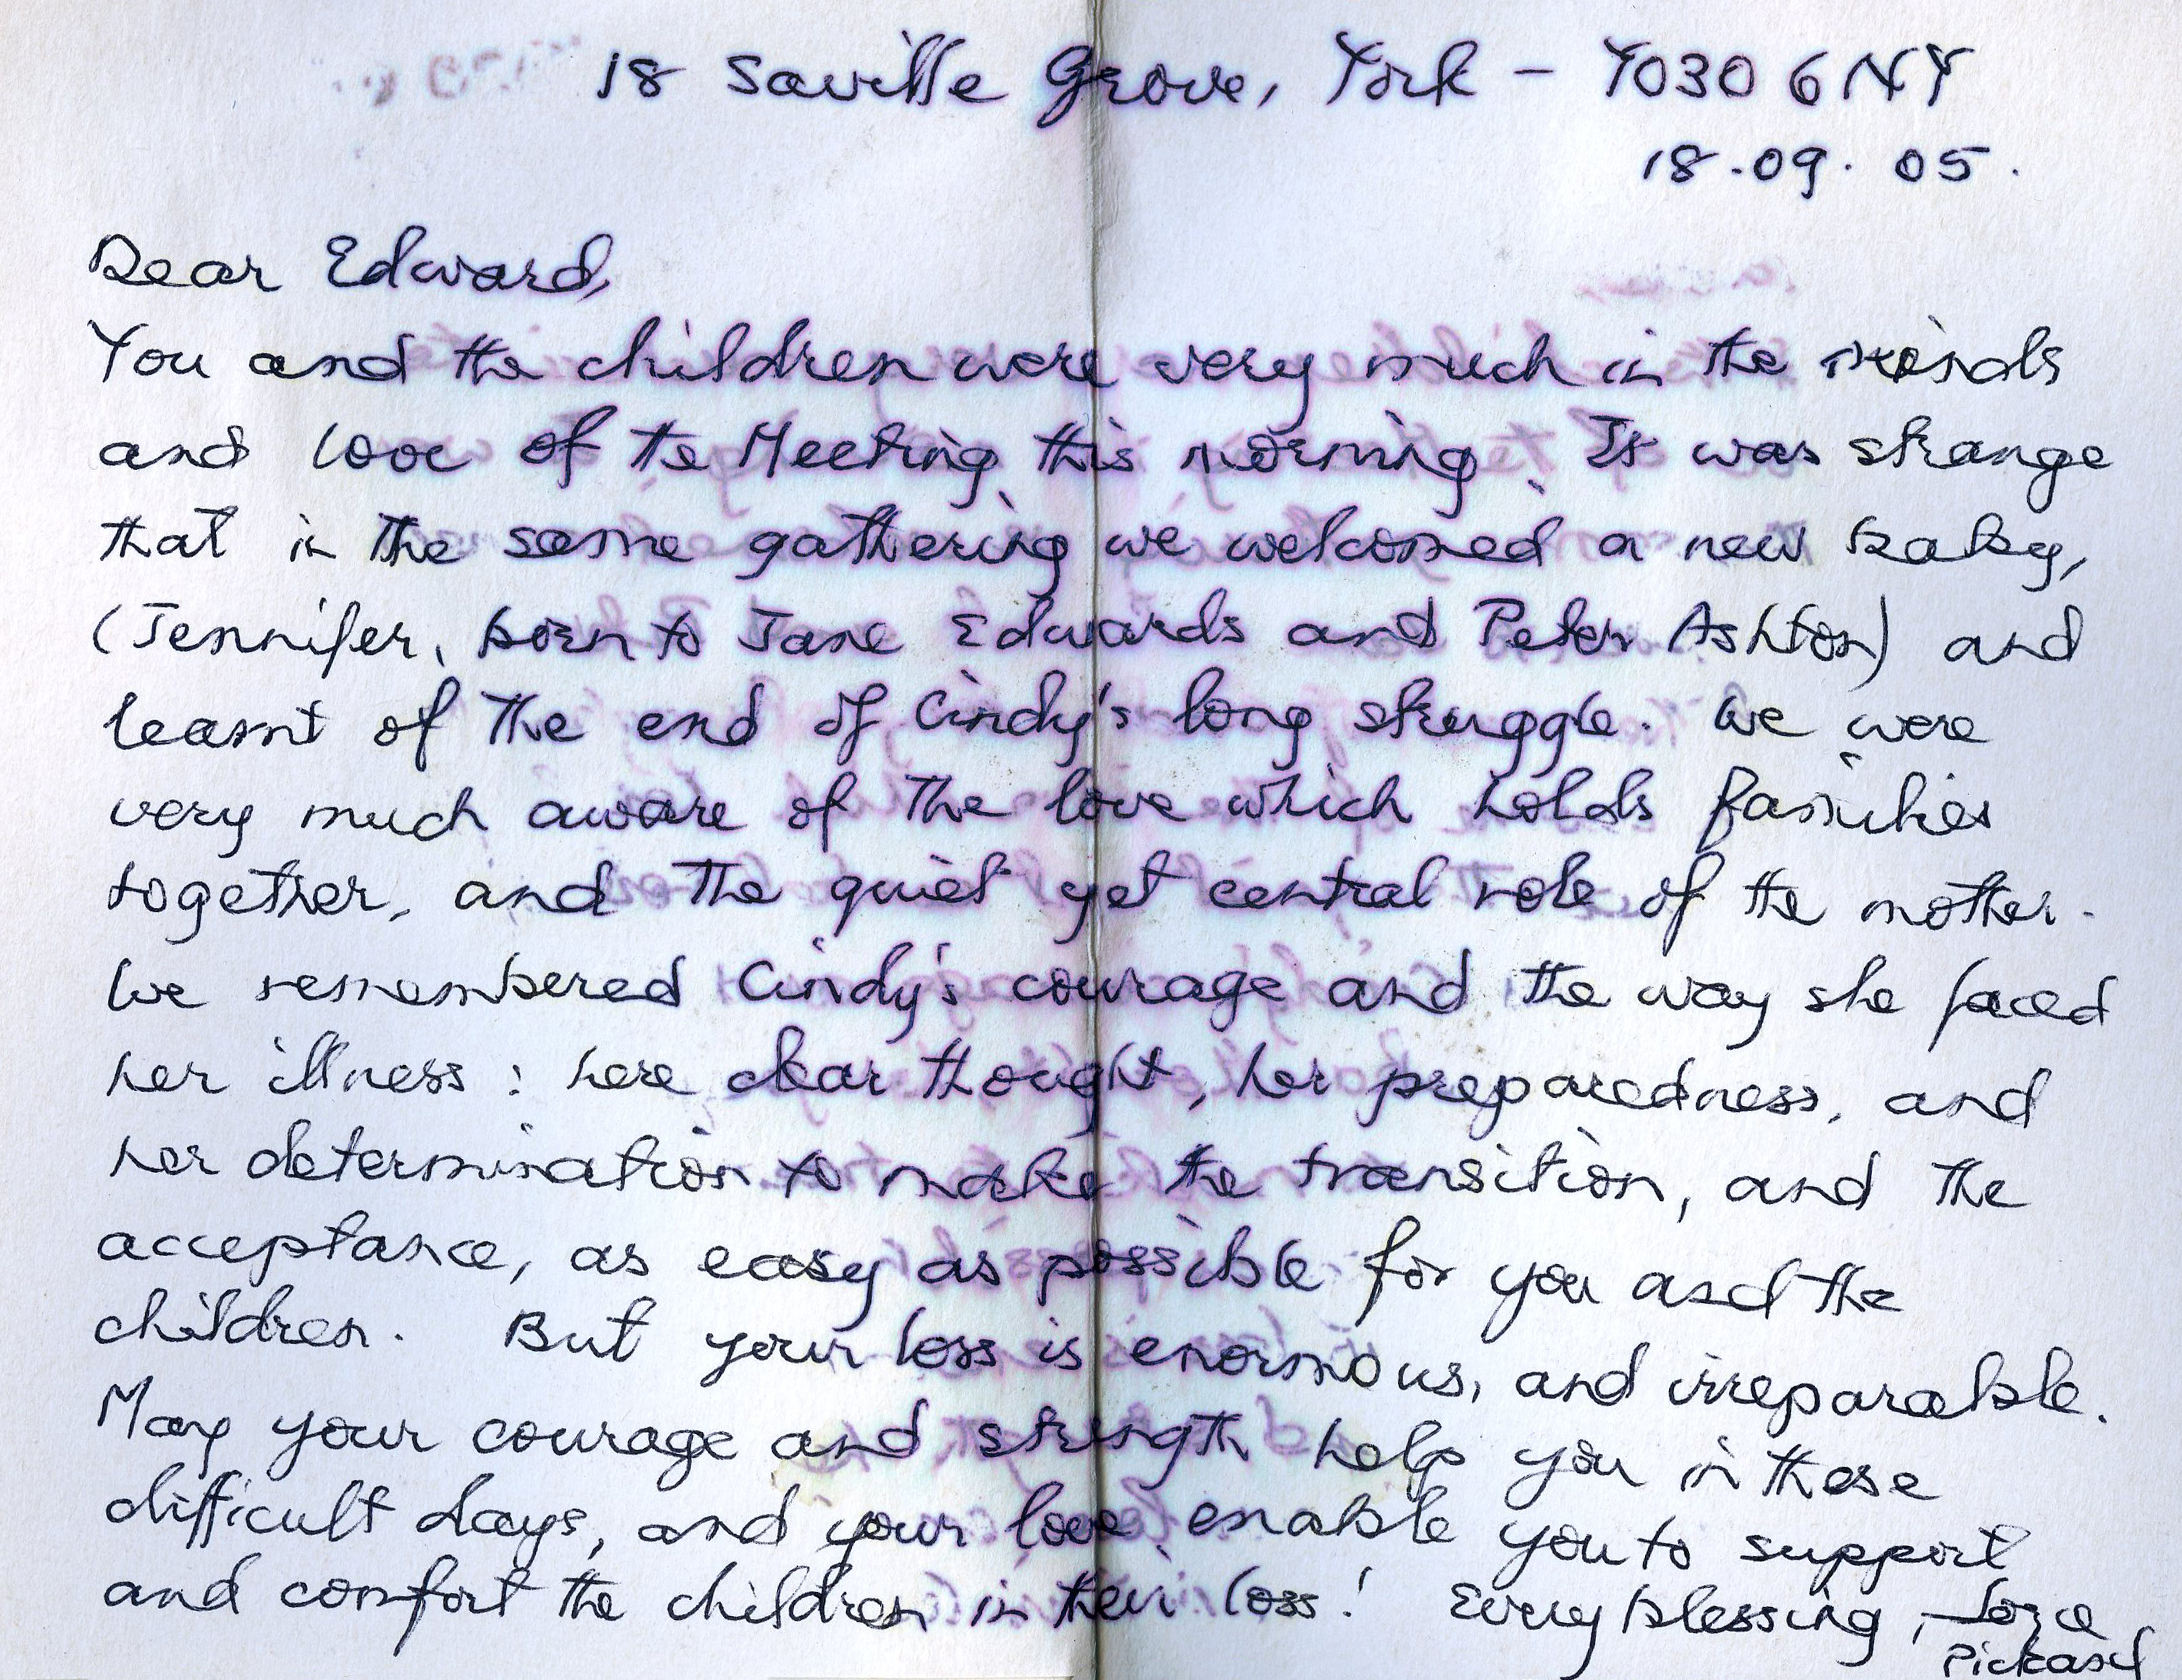 18 Saville Grove, York - YO30 6NY
18.09.05.
Dear Edward,
You and the children were very much in the minds
and love of the Meeting this morning. It was strange
that in the same gathering we welcomed a new baby,
(Jennifer, born to Jane Edwards and Peter Ashton) and
learnt of the end of Cindy's long struggle. We were
very much aware of the love which holds families
together, and the quiet yet central role of the mother.
We remembered Cindy's courage and the way she faced
her illness : here clear thought, her preparedness, and
her determination to make the transition, and the
acceptance, as easy as possible for you and the
children. But your loss is enormous, and irreparable.
May your courage and strength help you in these
difficult days, and your love enable you to support
and comfort the children in their loss! Every blessing,